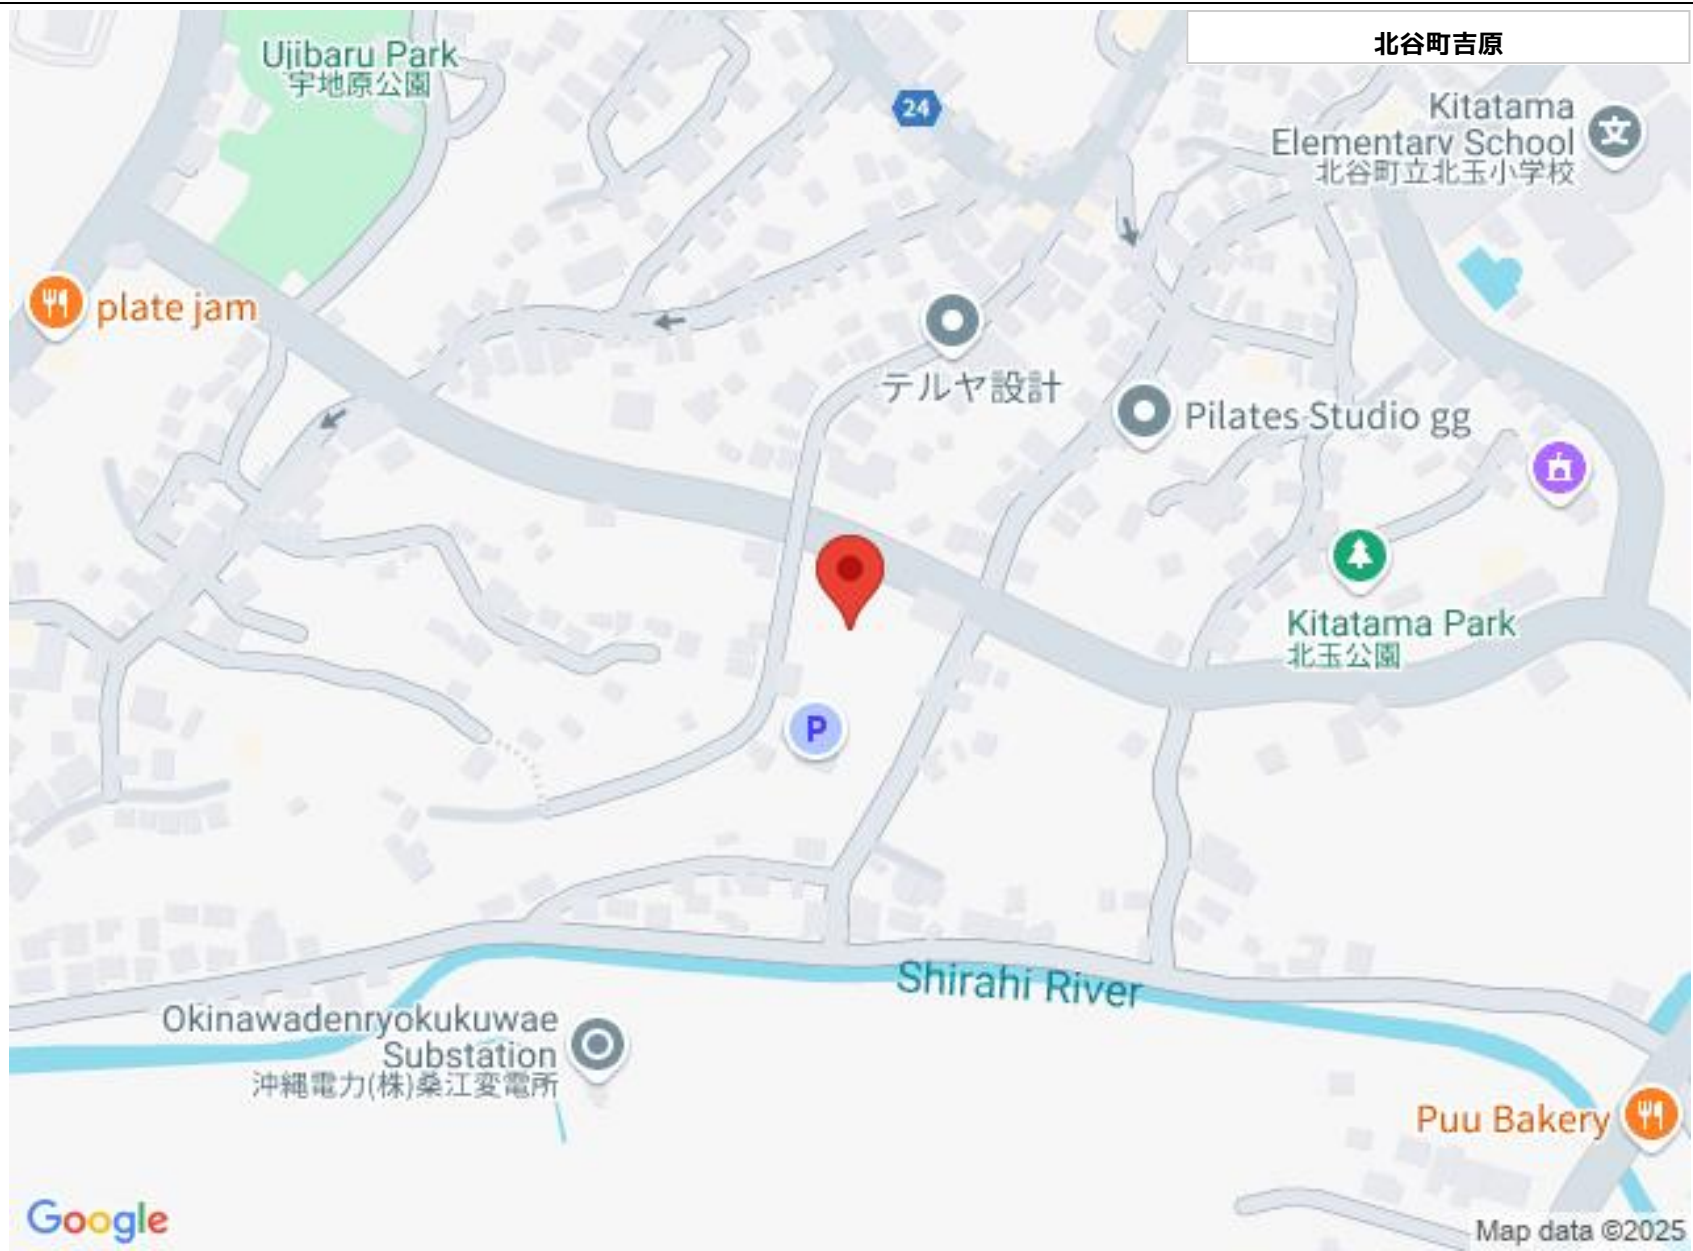 北谷町吉原
Ujibaru Park
宇地原公園
24
Kitatama
Elementary School
北谷町立北玉小学校
文
plate jam
テルヤ設計
Pilates Studio gg
Kitatama Park
北玉公園
P
Shirahi River
Okinawadenryokukuwae
Substation
沖縄電力(株)桑江変電所
Puu Bakery
Google
Map data ©2025